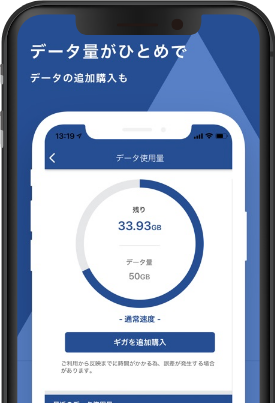 データ量がひとめで
データの追加購入も
13:19
データ使用量
残り
33.93GB
データ量
50GB
- 通常速度 -
ギガを追加購入
ご利用から反映までに時間がかかる為、誤差が発生する場合
があります。